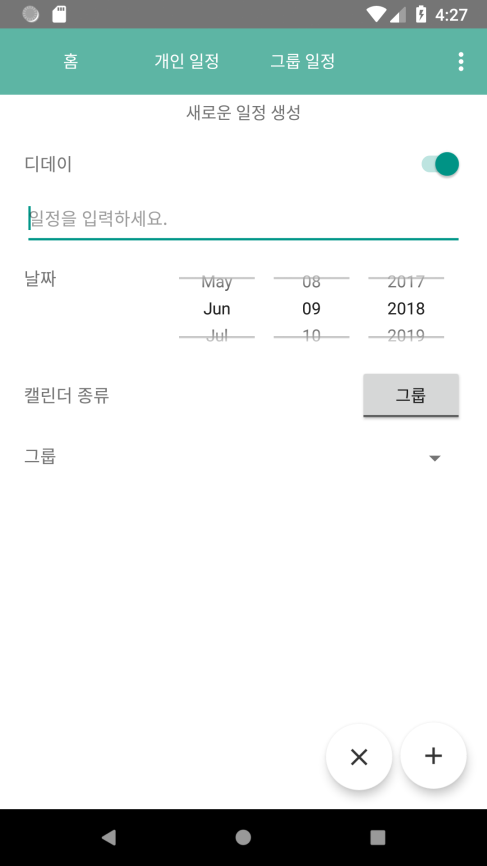 4:27
홈 개인 일정 그룹 일정
새로운 일정 생성
디데이
일정을 입력하세요.
날짜
May 08 2017
Jun 09 2018
Jul 10 2019
캘린더 종류 그룹
그룹